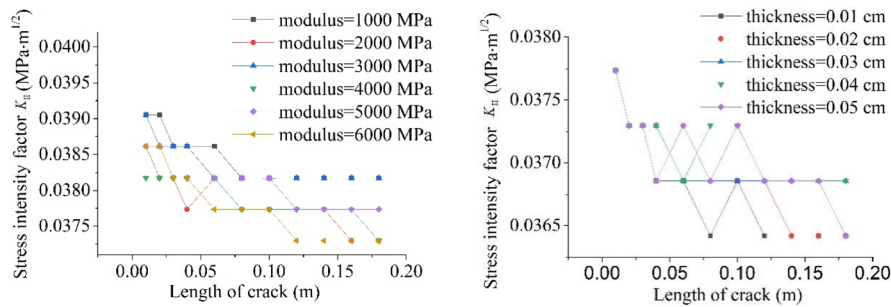 modulus=1000 MPa
modulus=2000 MPa
modulus=3000 MPa
modulus=4000 MPa
modulus=5000 MPa
modulus=6000 MPa
Stress intensity factor K_II (MPa·m^1/2)
0.0400
0.0395
0.0390
0.0385
0.0380
0.0375
0.00 0.05 0.10 0.15 0.20
Length of crack (m)
thickness=0.01 cm
thickness=0.02 cm
thickness=0.03 cm
thickness=0.04 cm
thickness=0.05 cm
Stress intensity factor K_II (MPa·m^1/2)
0.0380
0.0375
0.0370
0.0365
0.00 0.05 0.10 0.15 0.20
Length of crack (m)